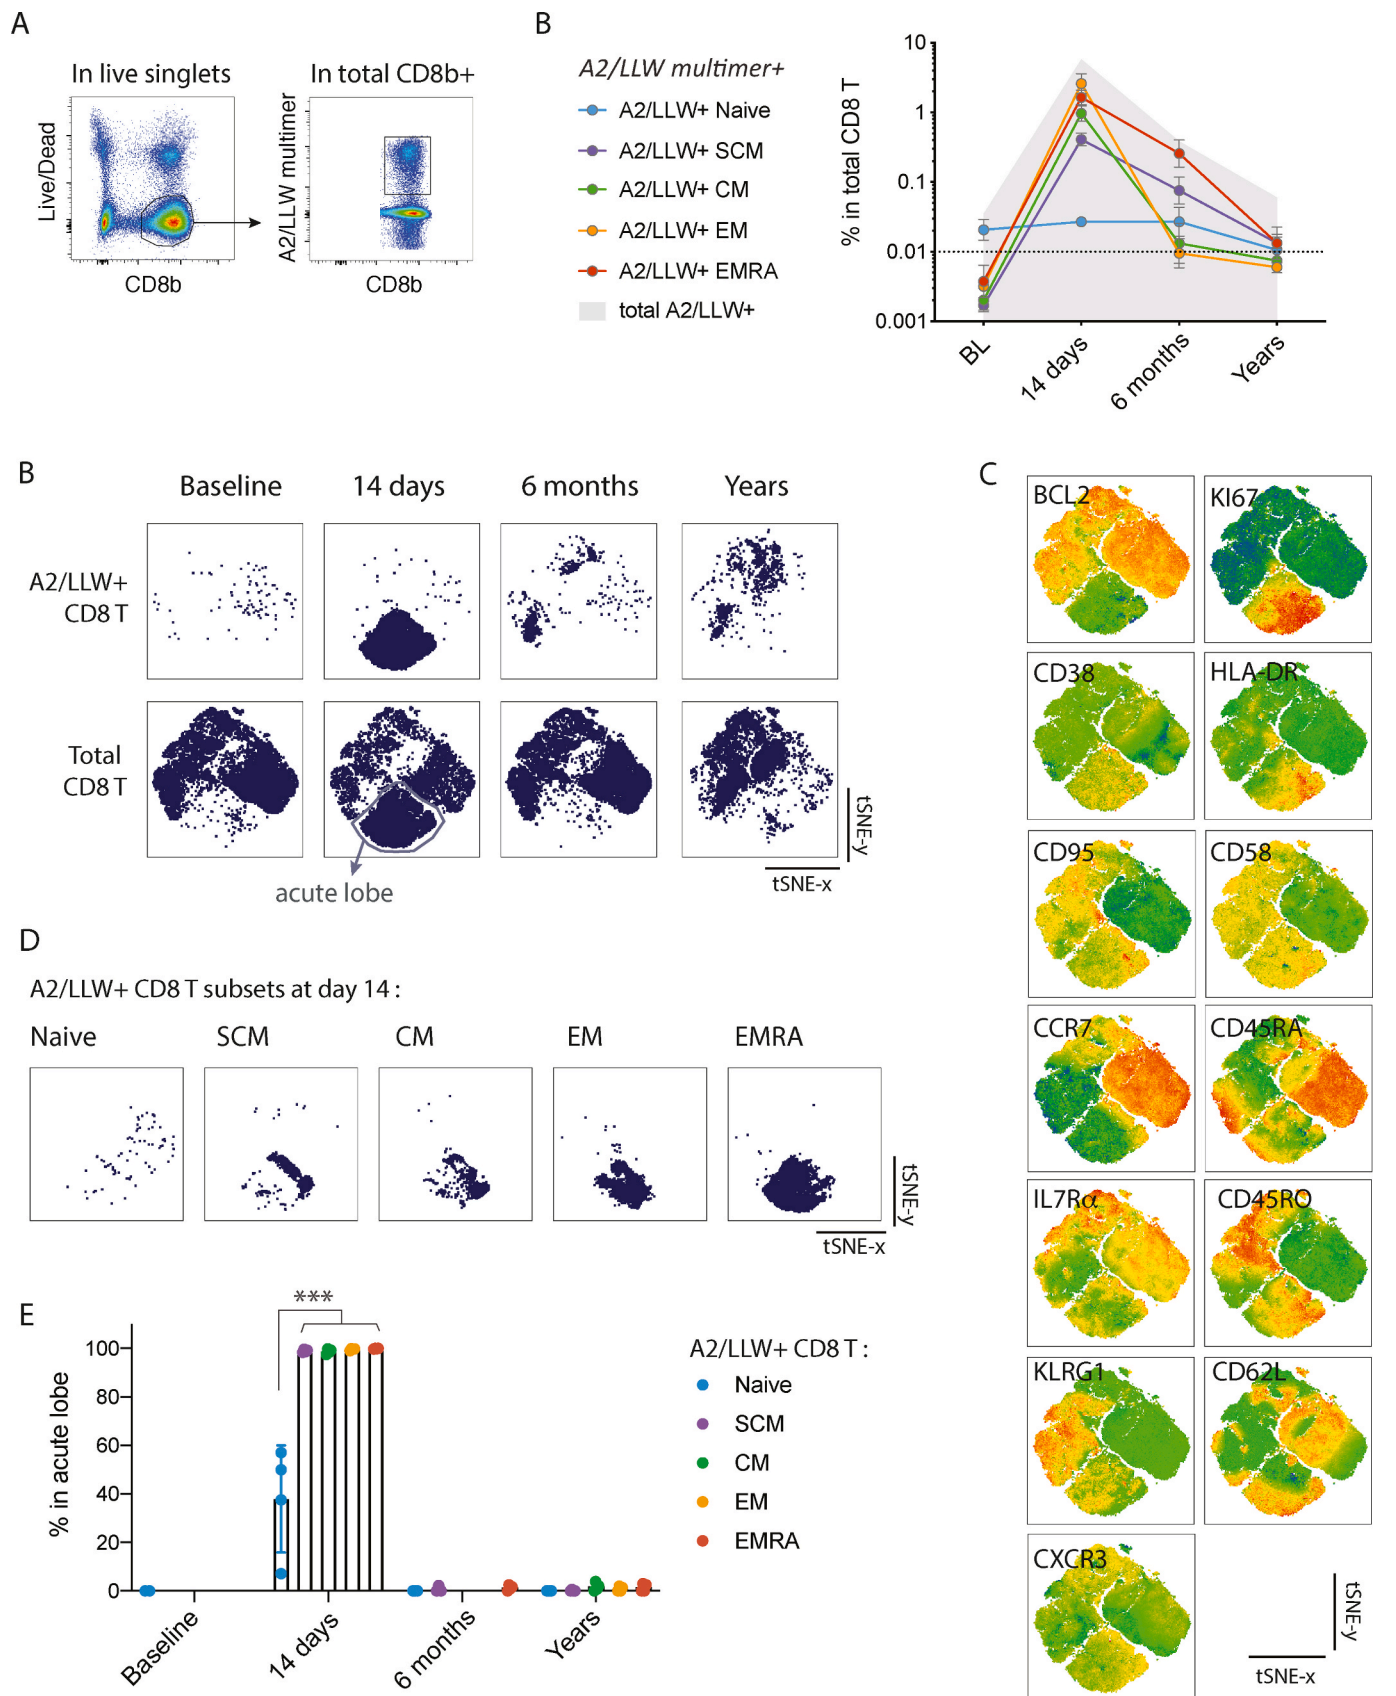 A
In live singlets
In total CD8b+
Live/Dead
CD8b
A2/LLW multimer
CD8b
B
A2/LLW multimer+
A2/LLW+ Naive
A2/LLW+ SCM
A2/LLW+ CM
A2/LLW+ EM
A2/LLW+ EMRA
total A2/LLW+
% in total CD8 T
10
1
0.1
0.01
0.001
BL
14 days
6 months
Years
B
Baseline
14 days
6 months
Years
A2/LLW+
CD8 T
Total
CD8 T
acute lobe
tSNE-y
tSNE-x
C
BCL2
KI67
CD38
HLA-DR
CD95
CD58
CCR7
CD45RA
IL7Rα
CD45RO
KLRG1
CD62L
CXCR3
tSNE-y
tSNE-x
D
A2/LLW+ CD8 T subsets at day 14 :
Naive
SCM
CM
EM
EMRA
tSNE-y
tSNE-x
E
***
% in acute lobe
100
80
60
40
20
0
Baseline
14 days
6 months
Years
A2/LLW+ CD8 T :
Naive
SCM
CM
EM
EMRA